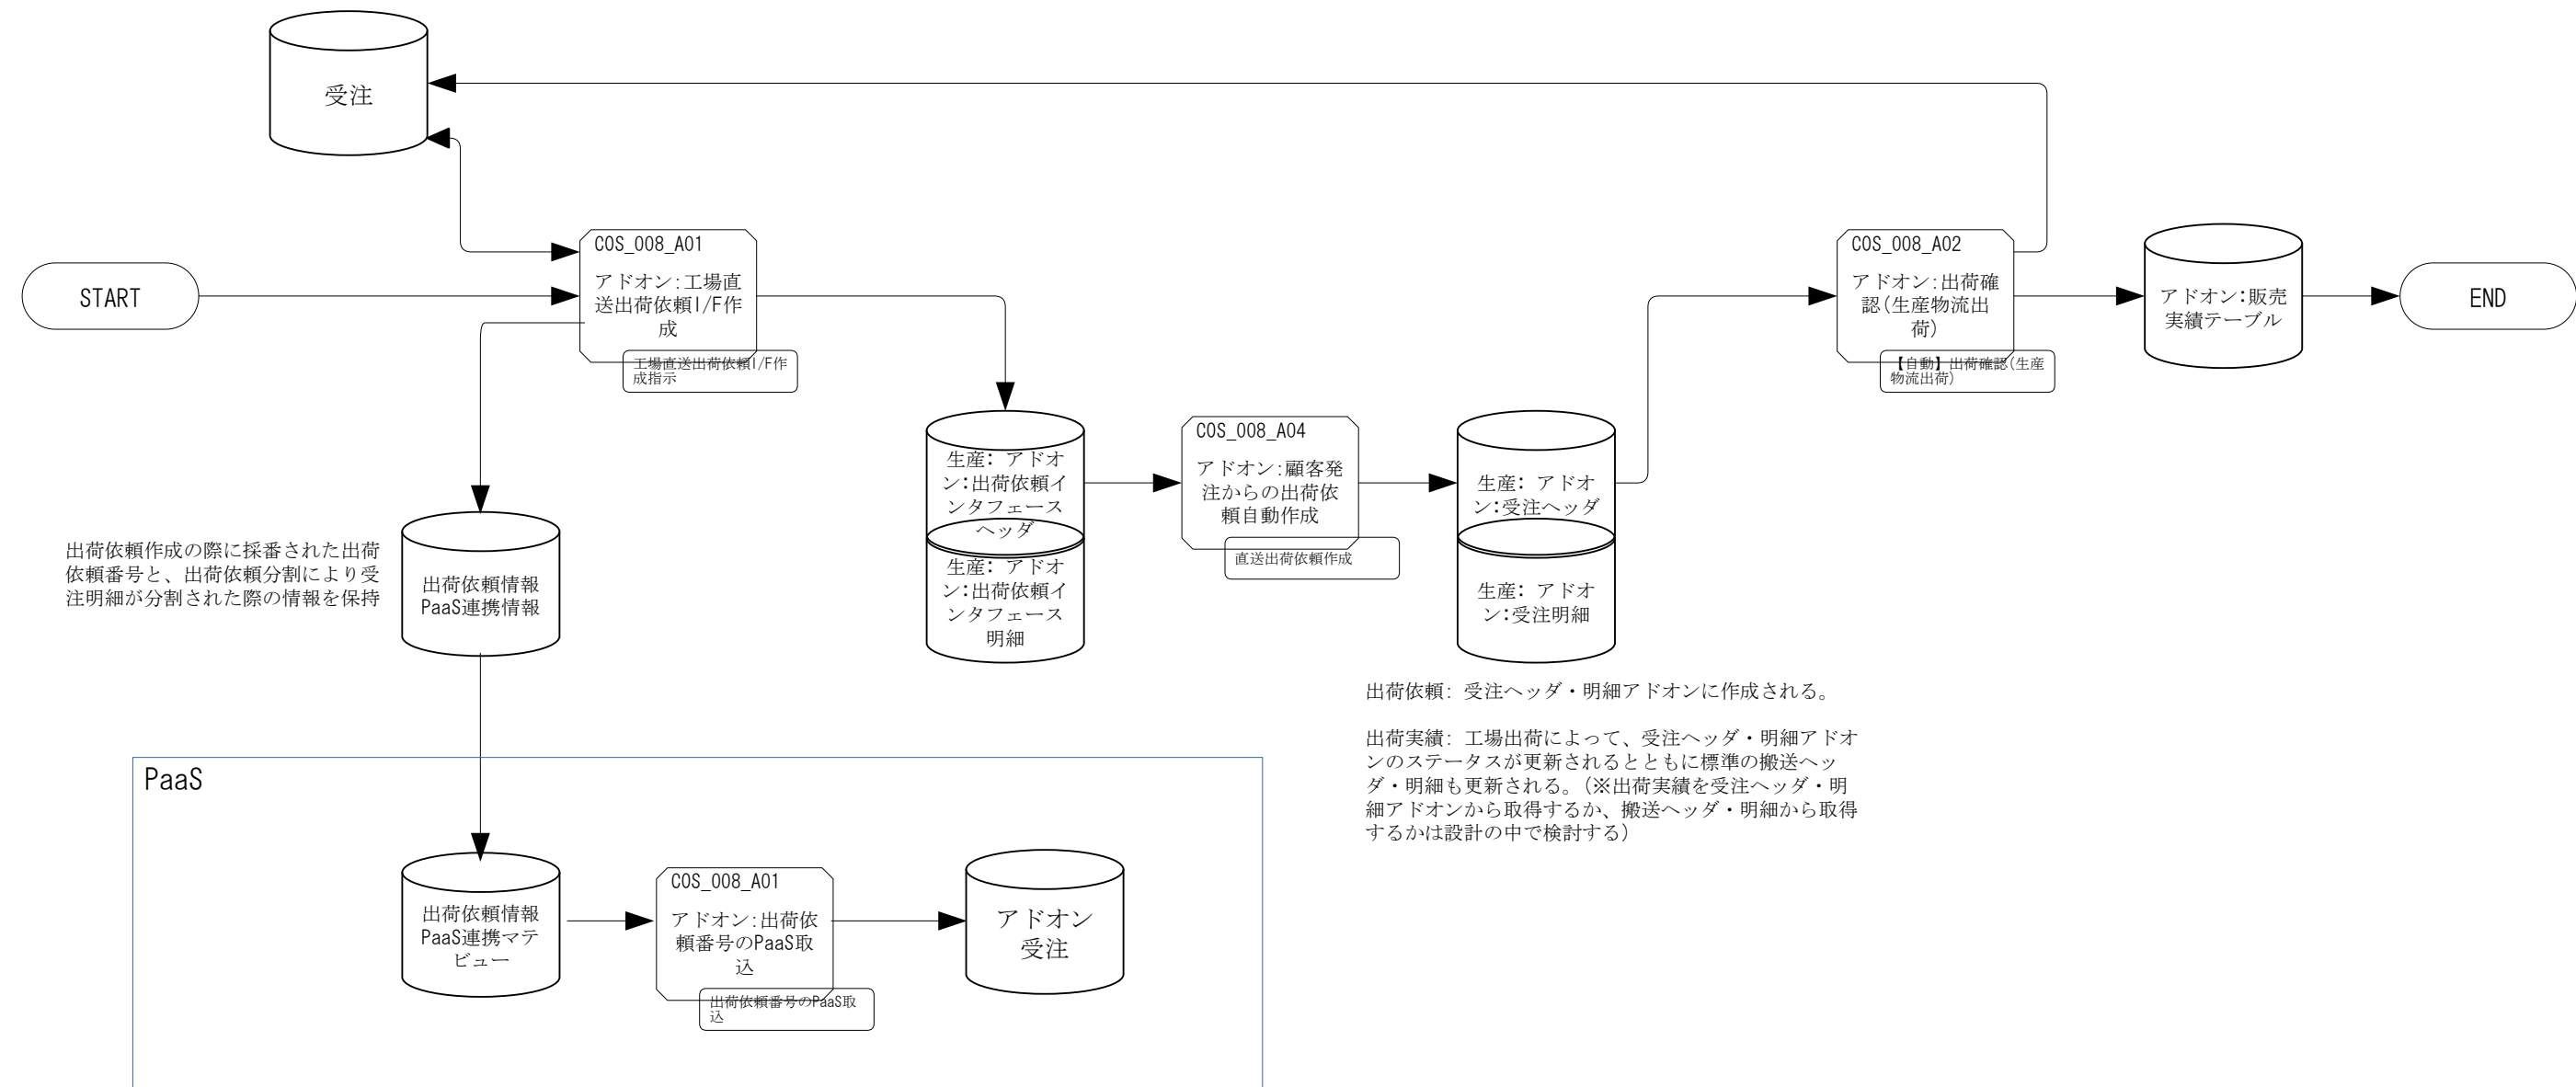 受注
START
COS_008_A01
アドオン:工場直
送出荷依頼I/F作
成
工場直送出荷依頼I/F作
成指示
COS_008_A02
アドオン:出荷確
認(生産物流出
荷)
【自動】出荷確認(生産
物流出荷)
アドオン:販売
実績テーブル
END
生産: アドオ
ン:出荷依頼イ
ンタフェース
ヘッダ
生産: アドオ
ン:出荷依頼イ
ンタフェース
明細
COS_008_A04
アドオン:顧客発
注からの出荷依
頼自動作成
直送出荷依頼作成
生産: アドオ
ン:受注ヘッダ
生産: アドオ
ン:受注明細
出荷依頼作成の際に採番された出荷
依頼番号と、出荷依頼分割により受
注明細が分割された際の情報を保持
出荷依頼情報
PaaS連携情報
出荷依頼: 受注ヘッダ・明細アドオンに作成される。
出荷実績: 工場出荷によって、受注ヘッダ・明細アドオ
ンのステータスが更新されるとともに標準の搬送ヘッ
ダ・明細も更新される。(※出荷実績を受注ヘッダ・明
細アドオンから取得するか、搬送ヘッダ・明細から取得
するかは設計の中で検討する)
PaaS
出荷依頼情報
PaaS連携マテ
ビュー
COS_008_A01
アドオン:出荷依
頼番号のPaaS取
込
出荷依頼番号のPaaS取
込
アドオン
受注